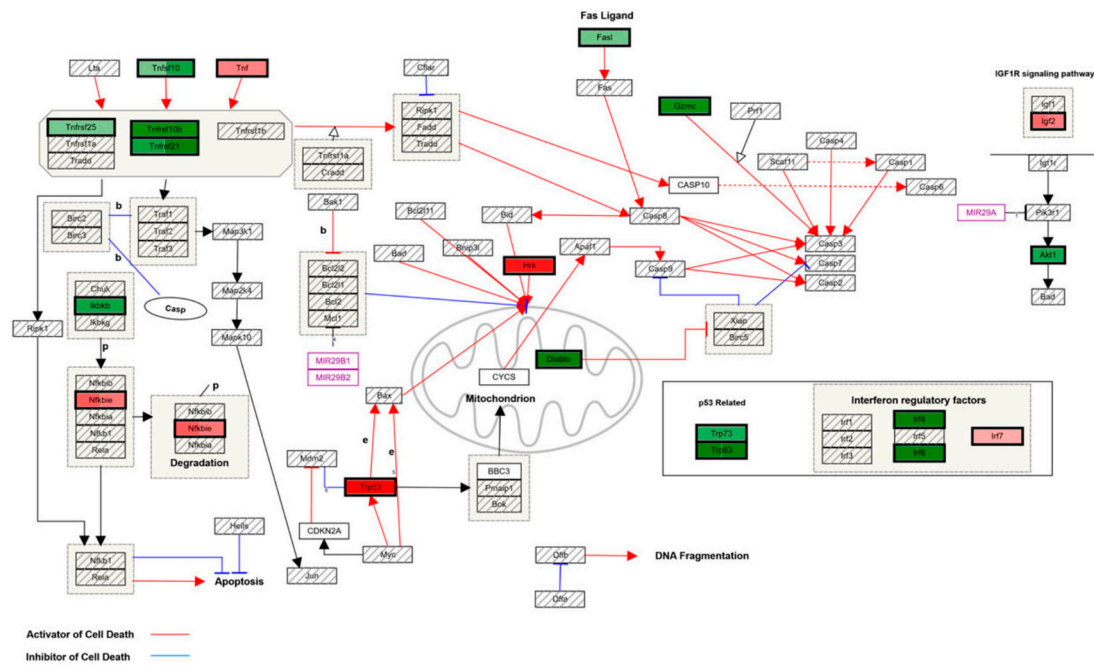 Fas Ligand
Fasl
Lta
Tnfsf10
Tnf
Cflar
Fas
IGF1R signaling pathway
Igf1
Igf2
Tnfrsf25
Tnfrsf1a
Tradd
Tnfrsf10b
Tnfrsf21
Tnfrsf1b
Ripk1
Fadd
Tradd
Gzmc
Prf1
Tnfrsf1a
Cradd
Casp4
Scaf11
Casp1
CASP10
Casp6
Igf1r
MIR29A
Pik3r1
Akt1
Bad
Birc2
Birc3
b
b
Traf1
Traf2
Traf3
Map3k1
Map2k4
Mapk10
Casp
Bak1
b
Bcl2l11
Bid
Casp8
Bad
Bnip3l
Hrk
Apaf1
Casp9
Casp3
Casp7
Casp2
Bcl2l2
Bcl2l1
Bcl2
Mcl1
Chuk
Ikbkb
Ikbkg
Ripk1
p
MIR29B1
MIR29B2
Xiap
Birc5
Diablo
CYCS
Mitochondrion
Bax
Nfkbib
Nfkbie
Nfkbia
Nfkb1
Rela
p
Nfkbib
Nfkbie
Nfkbia
Degradation
p53 Related
Trp73
Trp63
Interferon regulatory factors
Irf1
Irf2
Irf3
Irf4
Irf5
Irf6
Irf7
e
e
Mdm2
Trp53
BBC3
Pmaip1
Bok
Hells
CDKN2A
Myc
Nfkb1
Rela
Apoptosis
Jun
Dffb
DNA Fragmentation
Dffa
Activator of Cell Death
Inhibitor of Cell Death